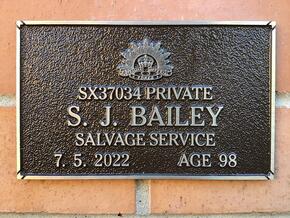 SX37034 PRIVATE
S. J. BAILEY
SALVAGE SERVICE
7. 5. 2022 AGE 98